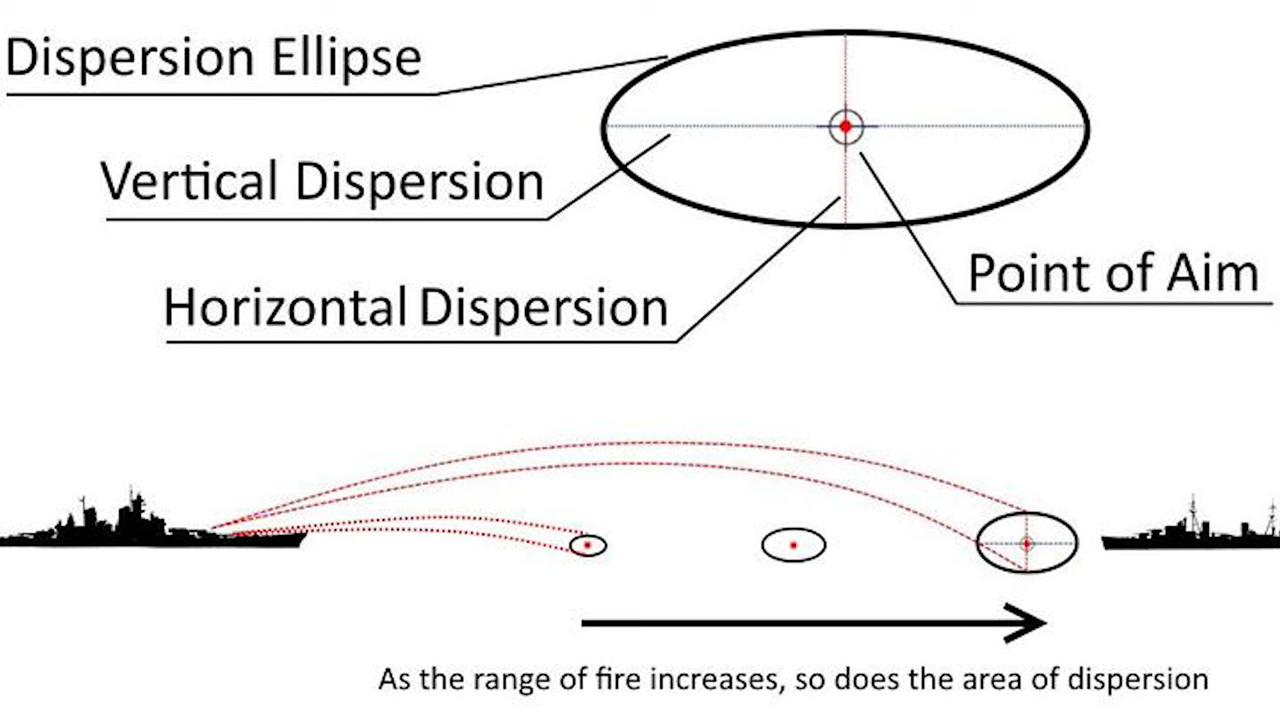 Dispersion Ellipse
Vertical Dispersion
Horizontal Dispersion
Point of Aim
As the range of fire increases, so does the area of dispersion